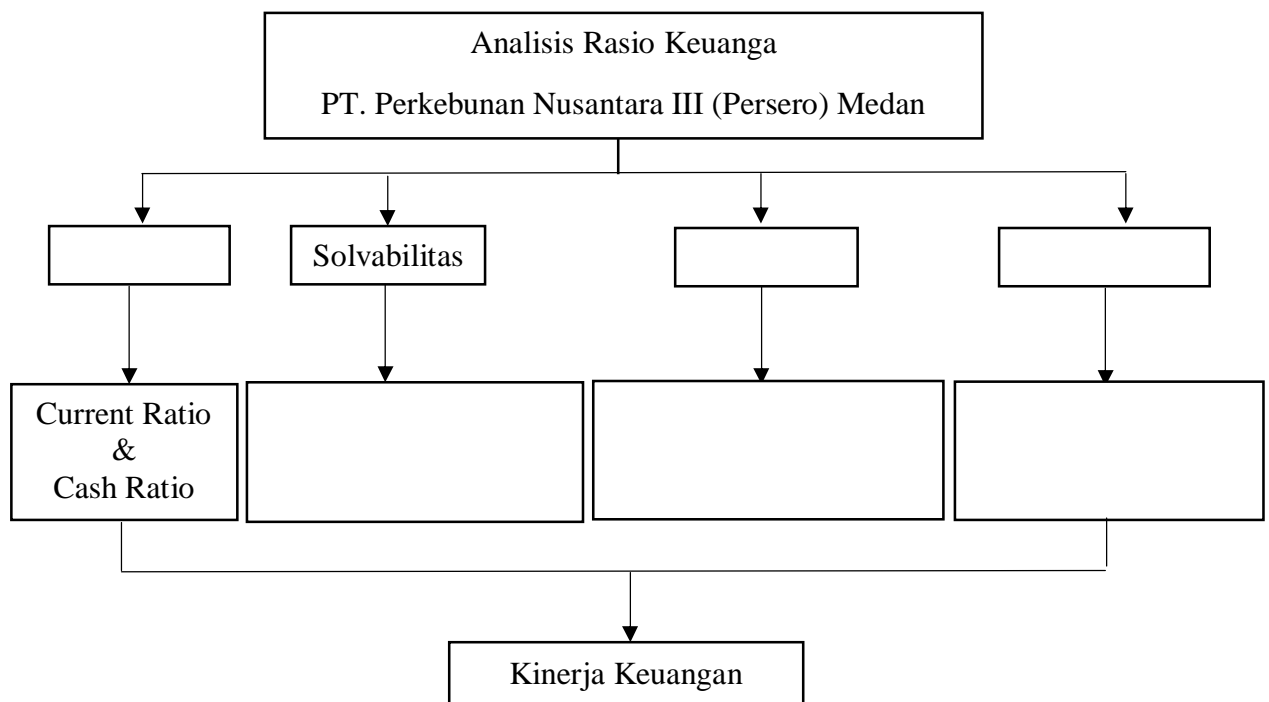 Analisis Rasio Keuanga
PT. Perkebunan Nusantara III (Persero) Medan
Solvabilitas
Current Ratio
&
Cash Ratio
Kinerja Keuangan